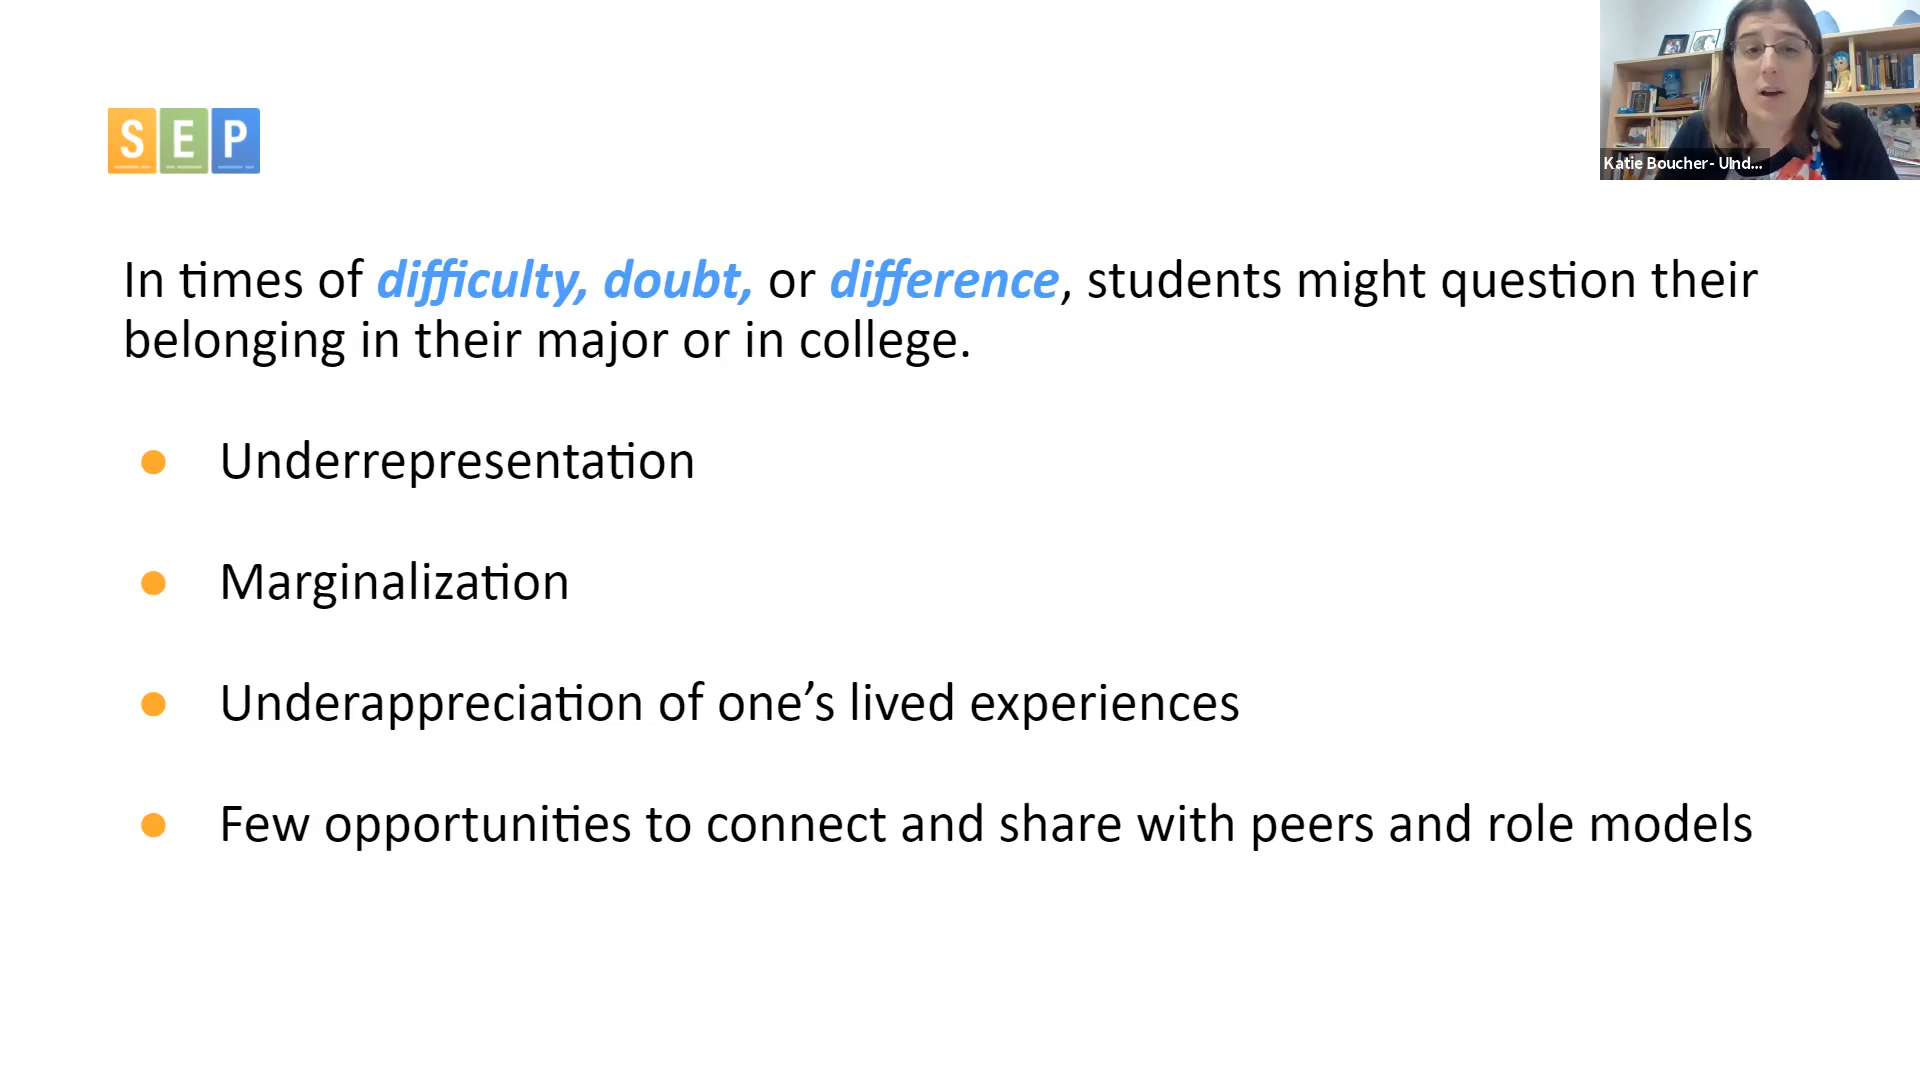 SEP
Katie Boucher- UInd...
In times of difficulty, doubt, or difference, students might question their
belonging in their major or in college.
● Underrepresentation
● Marginalization
● Underappreciation of one’s lived experiences
● Few opportunities to connect and share with peers and role models